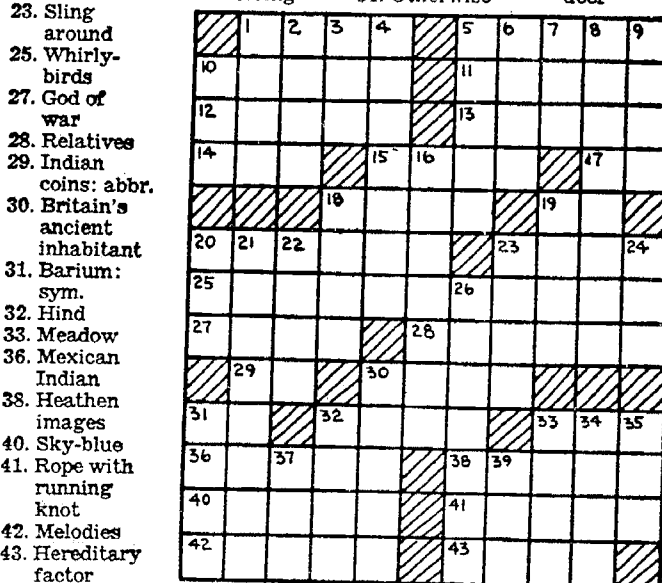 23. Sling
around
25. Whirly-
birds
27. God of
war
28. Relatives
29. Indian
coins: abbr.
30. Britain's
ancient
inhabitant
31. Barium:
sym.
32. Hind
33. Meadow
36. Mexican
Indian
38. Heathen
images
40. Sky-blue
41. Rope with
running
knot
42. Melodies
43. Hereditary
factor
1 2 3 4 5 6 7 8 9
10 11
12 13
14 15 16 17
18 19
20 21 22 23 24
25 26
27 28
29 30
31 32 33 34 35
36 37 38 39
40 41
42 43